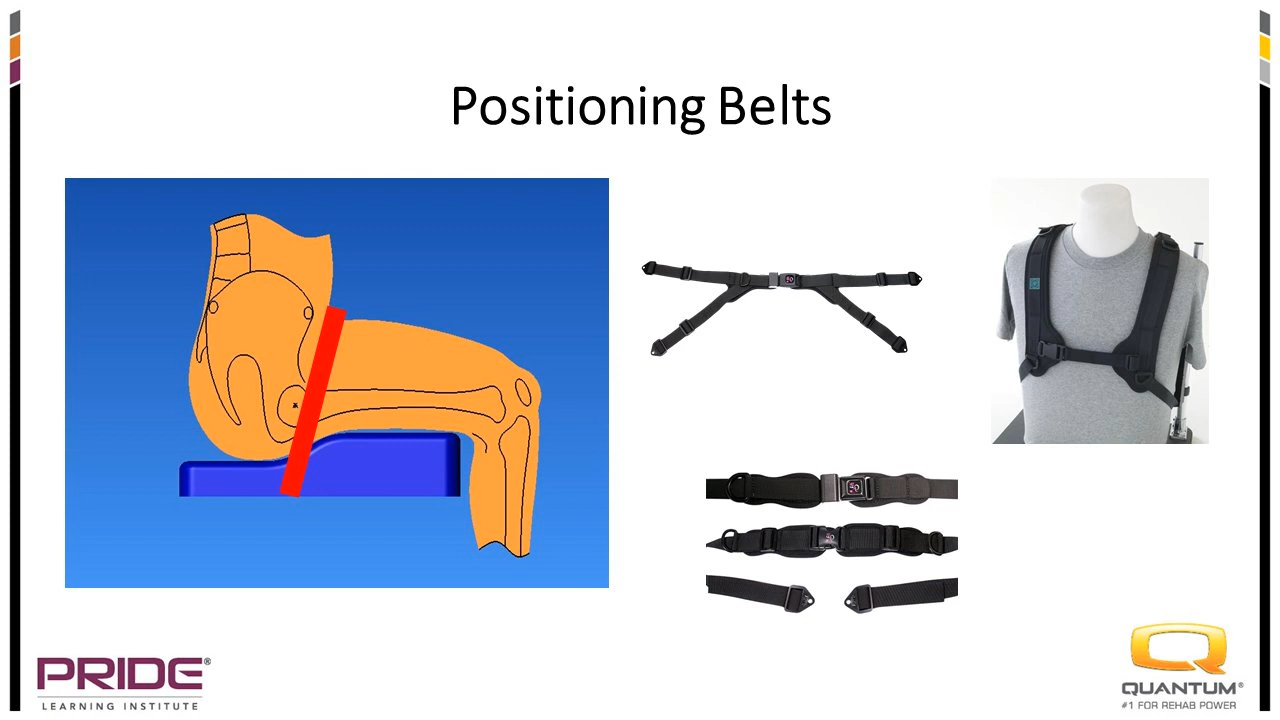 Positioning Belts
PRIDE®
LEARNING INSTITUTE
QUANTUM®
#1 FOR REHAB POWER